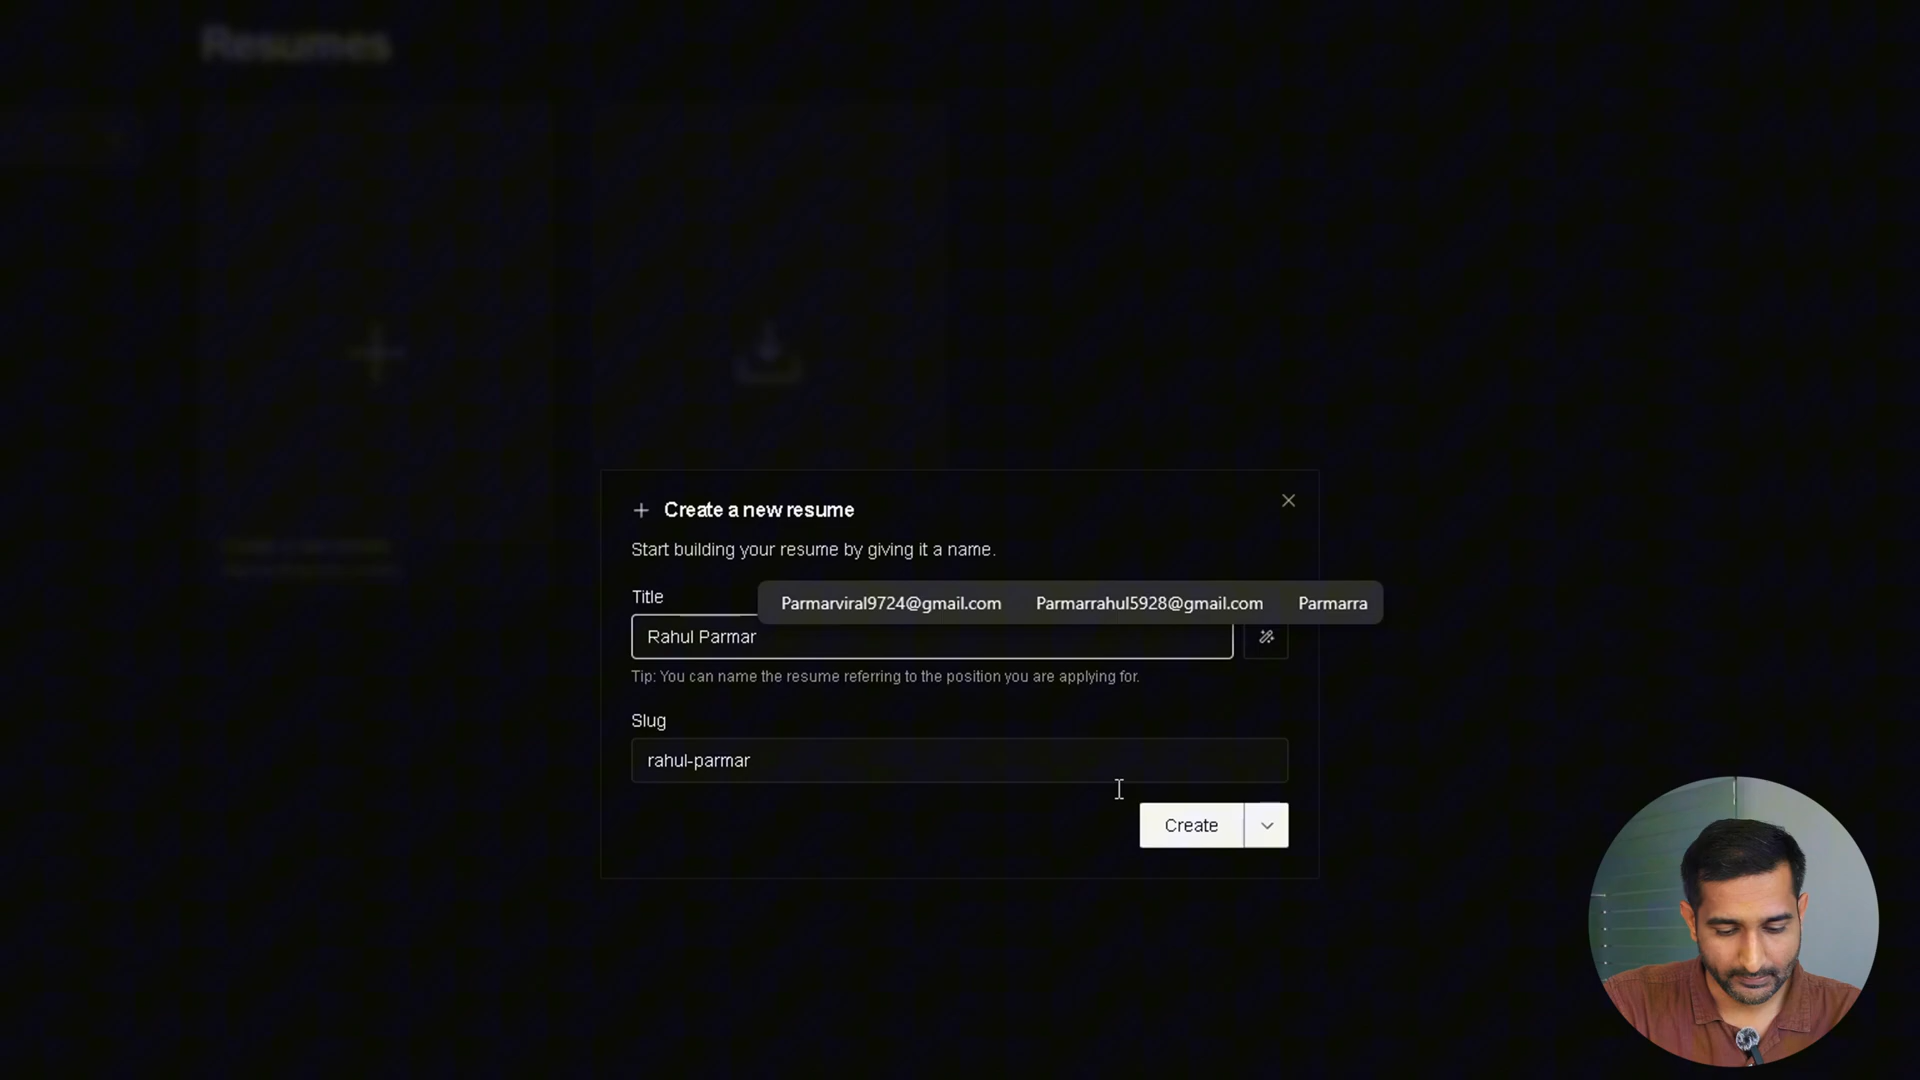 Resumes
Create a new resume
Start building your resume by giving it a name.
Title
Parmarviral9724@gmail.com Parmarrahul5928@gmail.com Parmarra
Rahul Parmar
Tip: You can name the resume referring to the position you are applying for.
Slug
rahul-parmar
Create